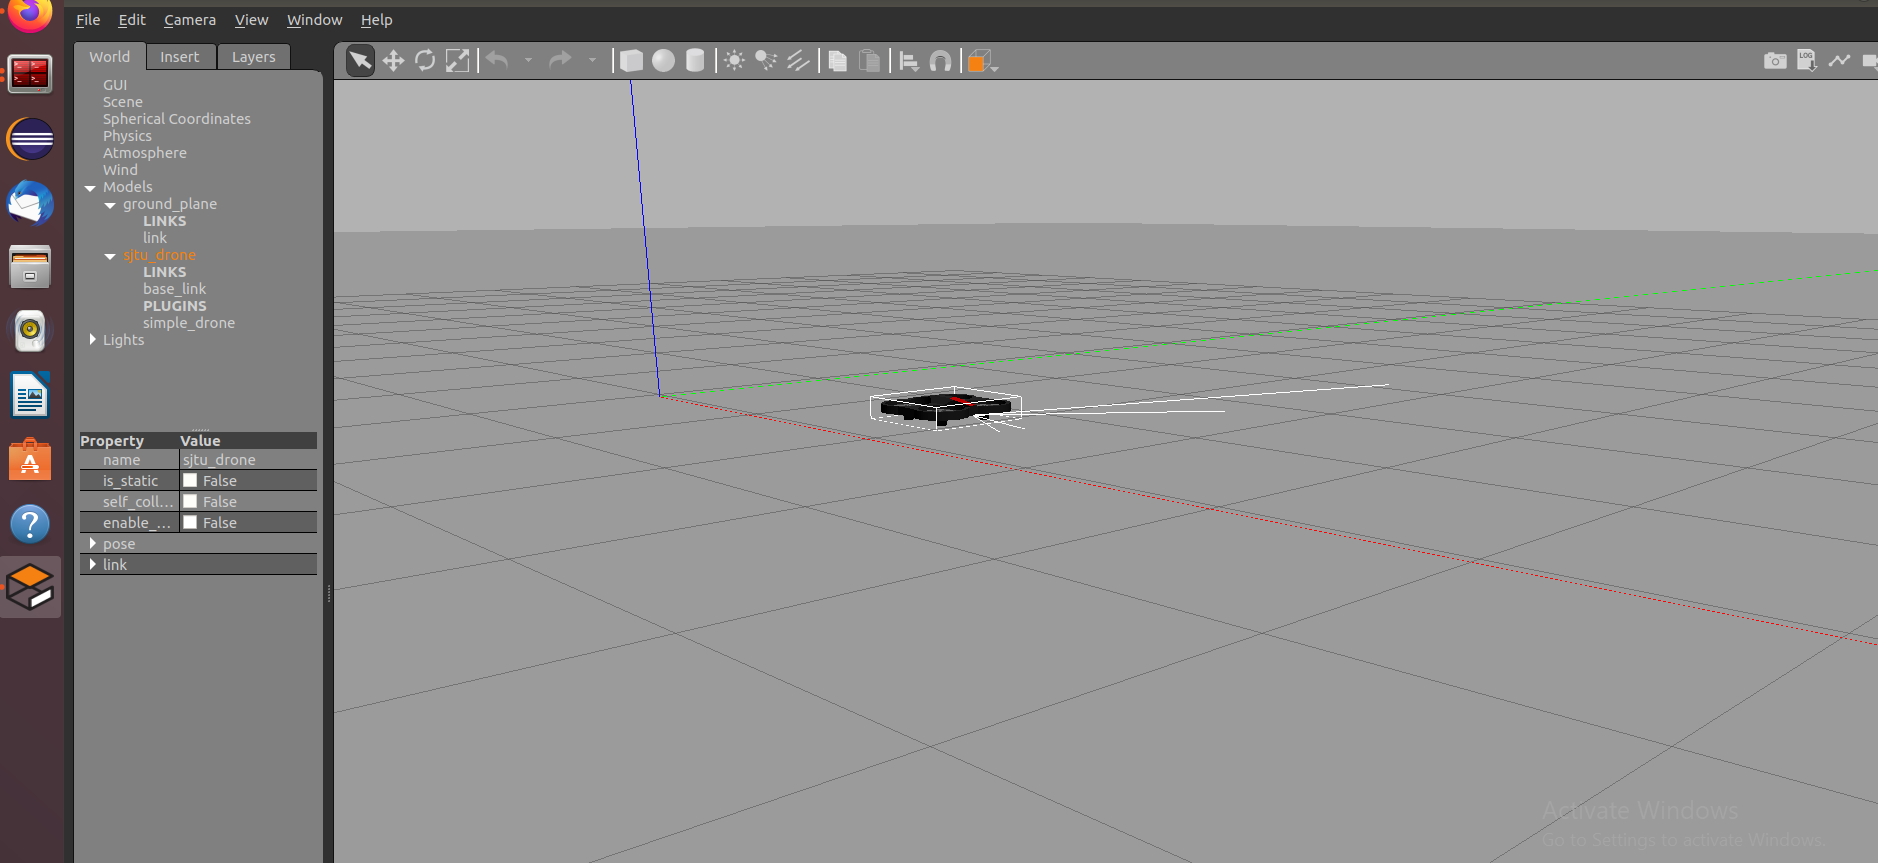 File Edit Camera View Window Help
World Insert Layers
GUI
Scene
Spherical Coordinates
Physics
Atmosphere
Wind
Models
ground_plane
LINKS
link
sjtu_drone
LINKS
base_link
PLUGINS
simple_drone
Lights
Property Value
name sjtu_drone
is_static False
self_coll... False
enable_... False
pose
link
LOG
Activate Windows
Go to Settings to activate Windows.